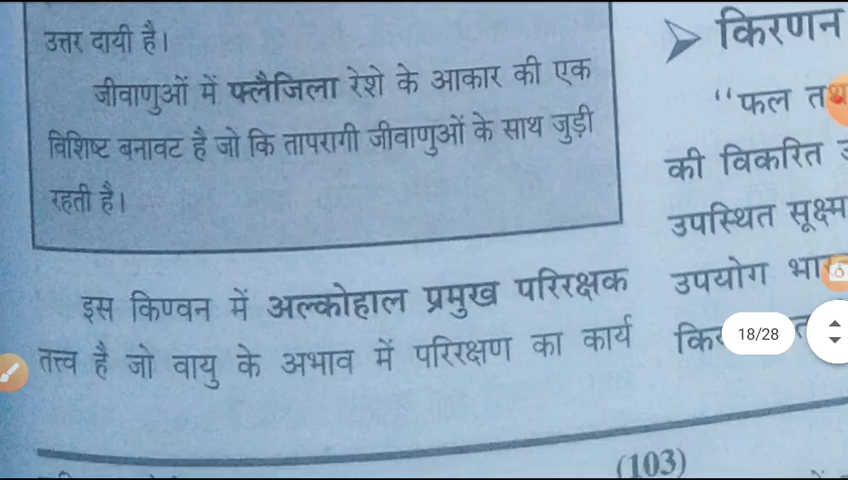 उत्तर दायी है।
जीवाणुओं में फ्लैजिला रेशे के आकार की एक
विशिष्ट बनावट है जो कि तापरागी जीवाणुओं के साथ जुड़ी
रहती है।
इस किण्वन में अल्कोहाल प्रमुख परिरक्षक
तत्त्व है जो वायु के अभाव में परिरक्षण का कार्य
किरणन
“फल
की विकरित
उपस्थित सूक्ष्म
उपयोग
18/28
(103)